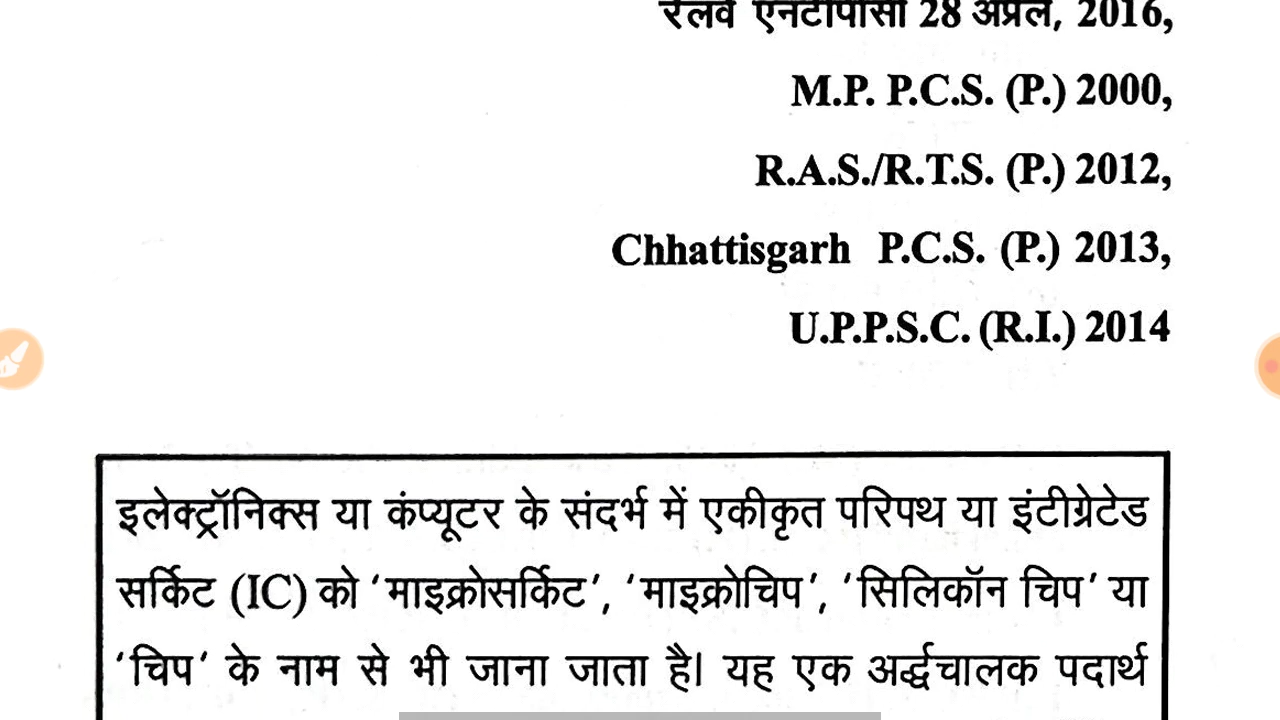 रेलवे एनटीपीसी 28 अप्रैल, 2016,
M.P. P.C.S. (P.) 2000,
R.A.S./R.T.S. (P.) 2012,
Chhattisgarh P.C.S. (P.) 2013,
U.P.P.S.C. (R.I.) 2014
इलेक्ट्रॉनिक्स या कंप्यूटर के संदर्भ में एकीकृत परिपथ या इंटीग्रेटेड
सर्किट (IC) को ‘माइक्रोसर्किट’, ‘माइक्रोचिप’, ‘सिलिकॉन चिप’ या
‘चिप’ के नाम से भी जाना जाता है। यह एक अर्द्धचालक पदार्थ